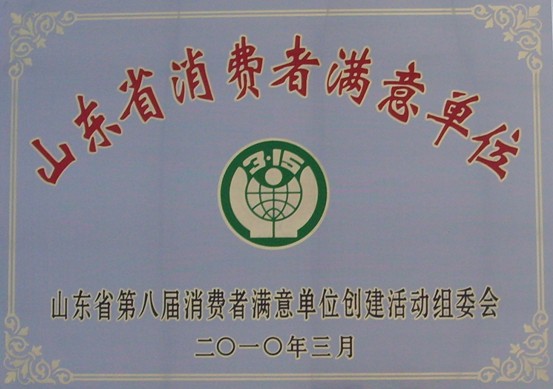 山东省消费者满意单位
3·15
山东省第八届消费者满意单位创建活动组委会
二〇一〇年三月